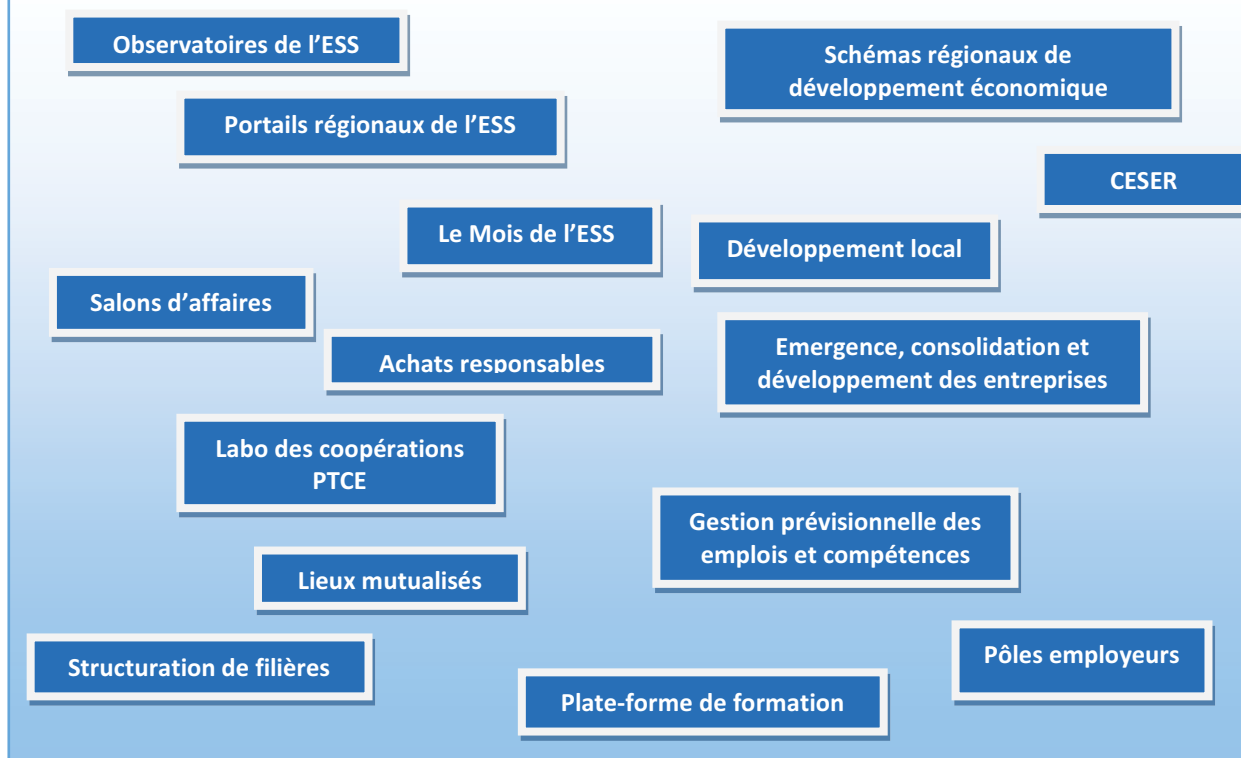 Observatoires de l’ESS
Schémas régionaux de
développement économique
Portails régionaux de l’ESS
CESER
Le Mois de l’ESS
Développement local
Salons d’affaires
Achats responsables
Emergence, consolidation et
développement des entreprises
Labo des coopérations
PTCE
Gestion prévisionnelle des
emplois et compétences
Lieux mutualisés
Structuration de filières
Pôles employeurs
Plate-forme de formation